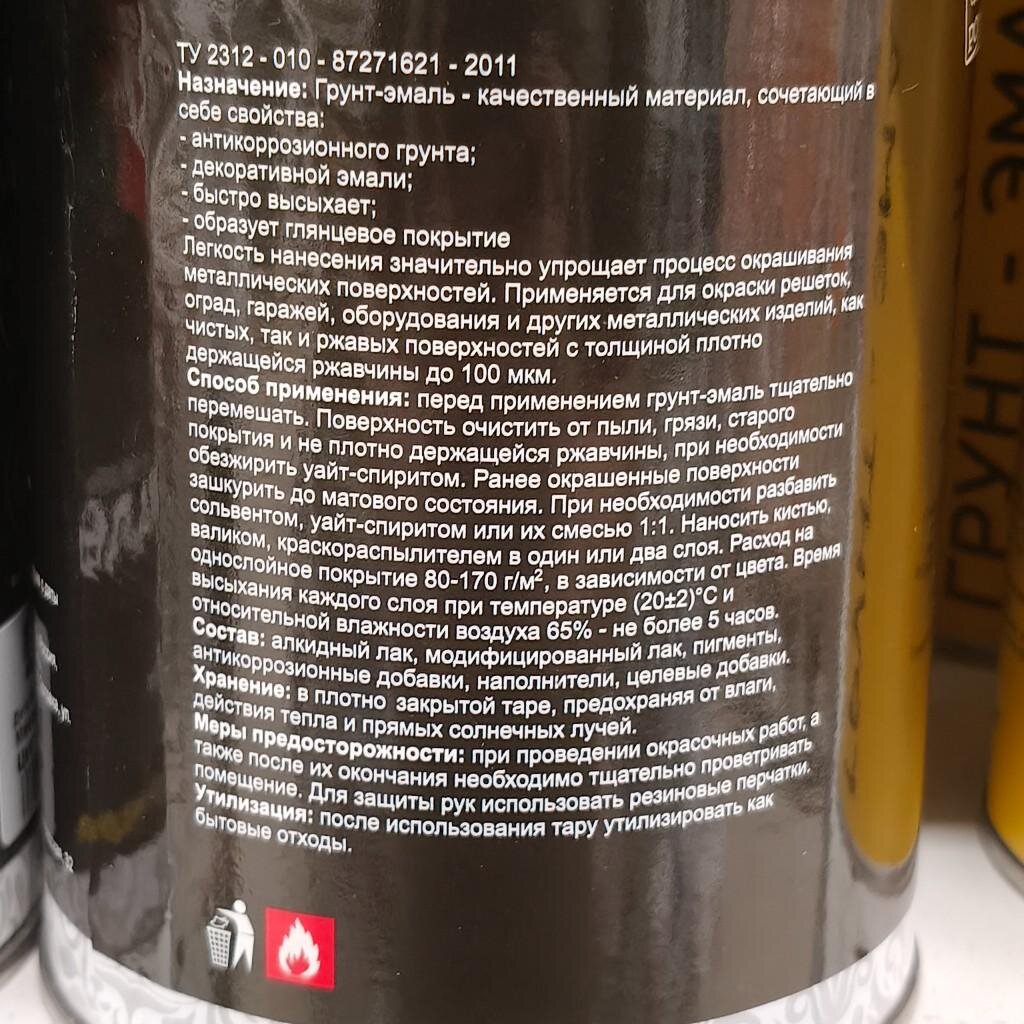 ТУ 2312 - 010 - 87271621 - 2011
Назначение: Грунт-эмаль - качественный материал, сочетающий в
себе свойства:
- антикоррозионного грунта;
- декоративной эмали;
- быстро высыхает;
- образует глянцевое покрытие
Легкость нанесения значительно упрощает процесс окрашивания
металлических поверхностей. Применяется для окраски решеток,
оград, гаражей, оборудования и других металлических изделий, как
чистых, так и ржавых поверхностей с толщиной плотно
держащейся ржавчины до 100 мкм.
Способ применения: перед применением грунт-эмаль тщательно
перемешать. Поверхность очистить от пыли, грязи, старого
покрытия и не плотно держащейся ржавчины, при необходимости
обезжирить уайт-спиритом. Ранее окрашенные поверхности
зашкурить до матового состояния. При необходимости разбавить
сольвентом, уайт-спиритом или их смесью 1:1. Наносить кистью,
валиком, краскораспылителем в один или два слоя. Расход на
однослойное покрытие 80-170 г/м², в зависимости от цвета. Время
высыхания каждого слоя при температуре (20±2)°С и
относительной влажности воздуха 65% - не более 5 часов.
Состав: алкидный лак, модифицированный лак, пигменты,
антикоррозионные добавки, наполнители, целевые добавки.
Хранение: в плотно закрытой таре, предохраняя от влаги,
действия тепла и прямых солнечных лучей.
Меры предосторожности: при проведении окрасочных работ, а
также после их окончания необходимо тщательно проветривать
помещение. Для защиты рук использовать резиновые перчатки.
Утилизация: после использования тару утилизировать как
бытовые отходы.
ГРУНТ - ЭМА